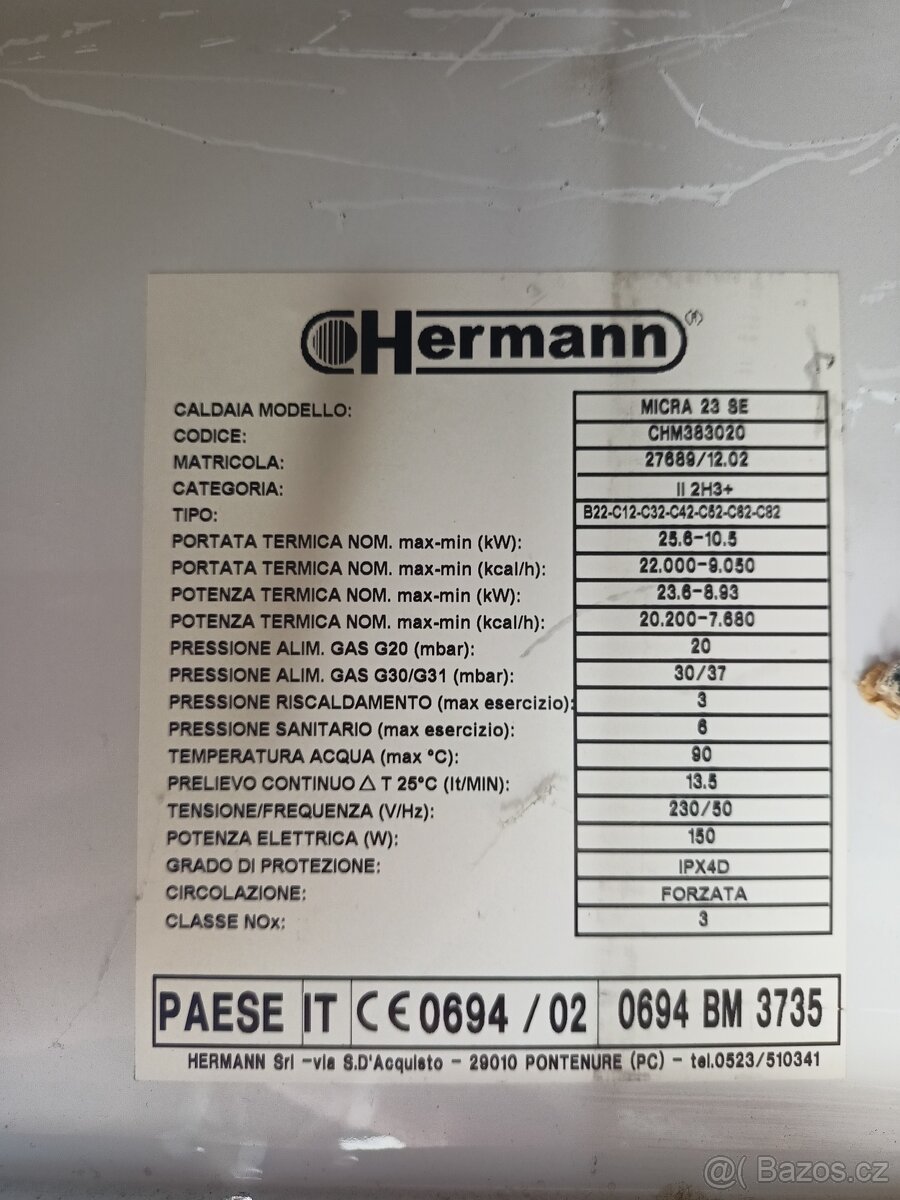 Hermann (R)
CALDAIA MODELLO: MICRA 23 SE
CODICE: CHM383020
MATRICOLA: 27689/12.02
CATEGORIA: II 2H3+
TIPO: B22-C12-C32-C42-C52-C62-C82
PORTATA TERMICA NOM. max-min (kW): 25.6-10.5
PORTATA TERMICA NOM. max-min (kcal/h): 22.000-9.050
POTENZA TERMICA NOM. max-min (kW): 23.6-8.93
POTENZA TERMICA NOM. max-min (kcal/h): 20.200-7.680
PRESSIONE ALIM. GAS G20 (mbar): 20
PRESSIONE ALIM. GAS G30/G31 (mbar): 30/37
PRESSIONE RISCALDAMENTO (max esercizio): 3
PRESSIONE SANITARIO (max esercizio): 6
TEMPERATURA ACQUA (max °C): 90
PRELIEVO CONTINUO △ T 25°C (lt/MIN): 13.5
TENSIONE/FREQUENZA (V/Hz): 230/50
POTENZA ELETTRICA (W): 150
GRADO DI PROTEZIONE: IPX4D
CIRCOLAZIONE: FORZATA
CLASSE NOx: 3
PAESE IT CE 0694 / 02 0694 BM 3735
HERMANN Srl -via S.D'Acquisto - 29010 PONTENURE (PC) - tel.0523/510341
@( Bazos.cz